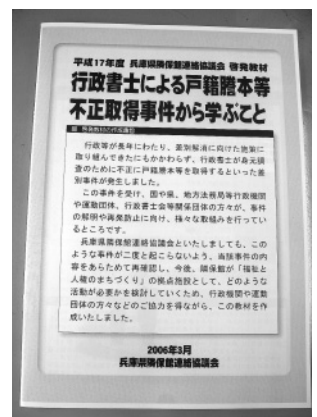 平成17年度 兵庫県隣保館連絡協議会 啓発教材
行政書士による戸籍謄本等
不正取得事件から学ぶこと
行政等が長年にわたり、差別解消に向けた施策に
取り組んできたにもかかわらず、行政書士が身元調
査のために不正に戸籍謄本等を取得するといった差
別事件が発生しました。
この事件を受け、国や県、地方法務局等行政機関
や運動団体、行政書士会等関係団体の方々が、事件
の解明や再発防止に向け、様々な取組みを行ってい
るところです。
兵庫県隣保館連絡協議会といたしましても、この
ような事件が二度と起こらないよう、当該事件の内
容をあらためて再確認し、今後、隣保館が「福祉と
人権のまちづくり」の拠点施設として、どのような
活動が必要かを検討していくため、行政機関や運動
団体の方々などのご協力を得ながら、この教材を作
成いたしました。
2006年3月
兵庫県隣保館連絡協議会